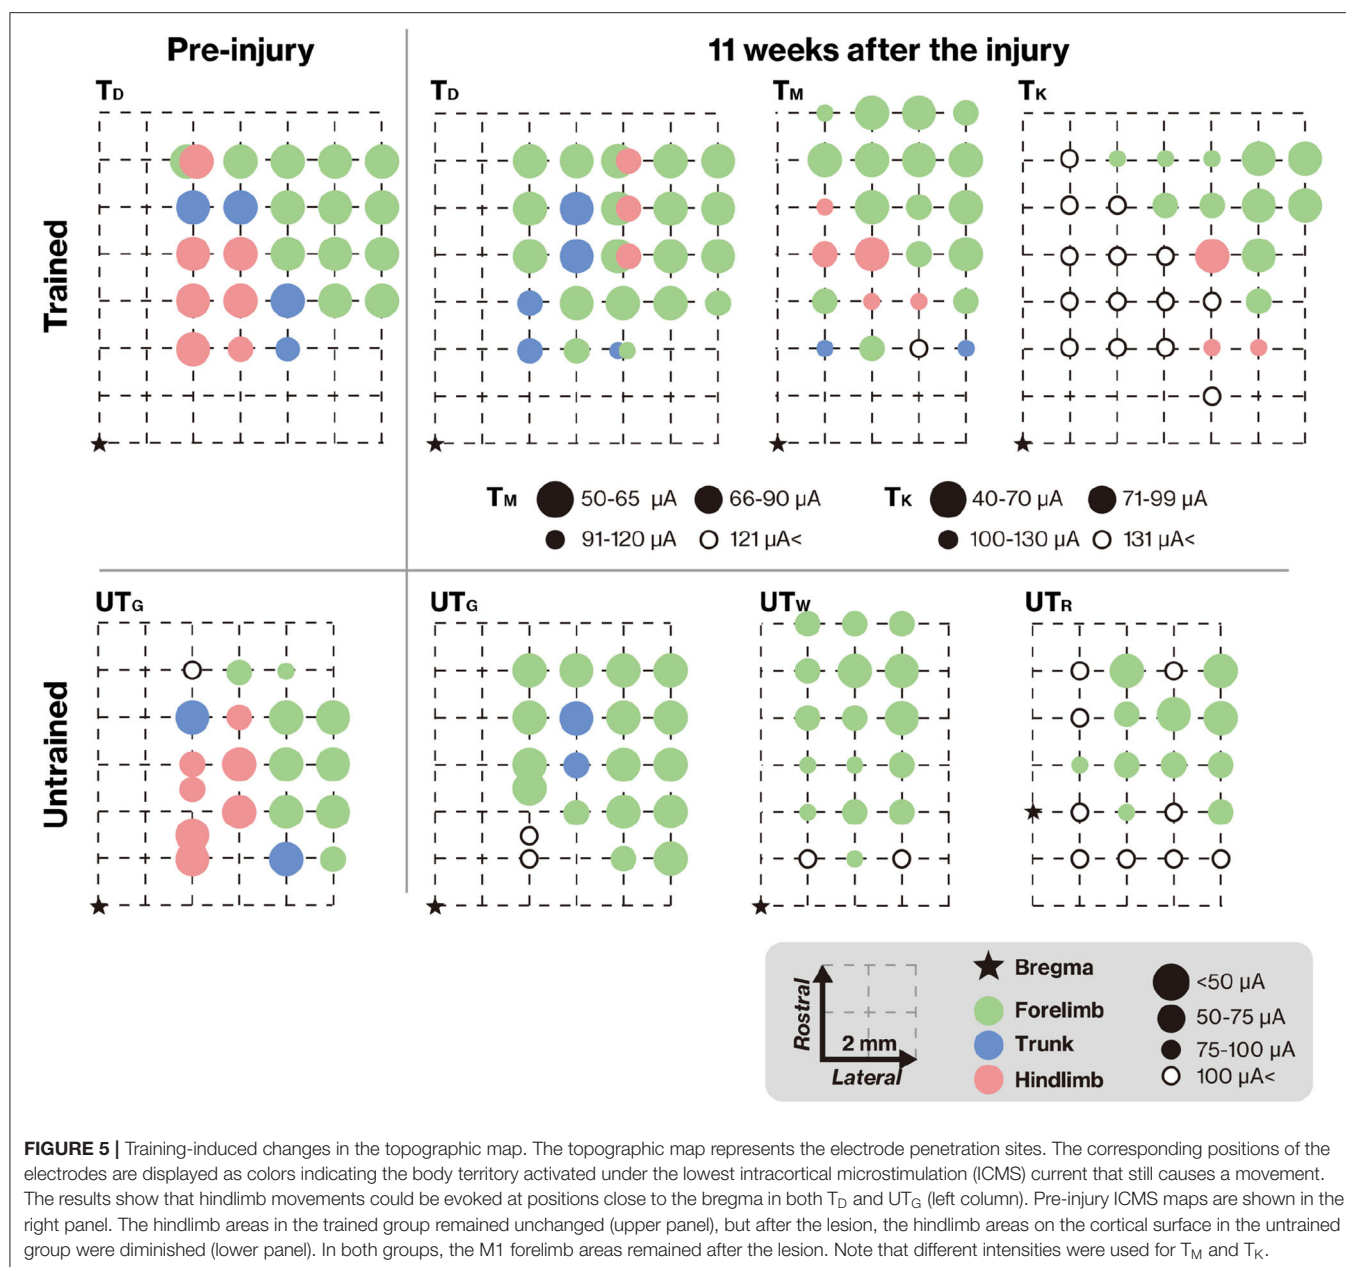 Pre-injury
11 weeks after the injury
TD
TD
TM
TK
Trained
TM 50-65 µA 66-90 µA
91-120 µA 121 µA<
TK 40-70 µA 71-99 µA
100-130 µA 131 µA<
UTG
UTG
UTW
UTR
Untrained
Rostral
2 mm
Lateral
Bregma
Forelimb
Trunk
Hindlimb
<50 µA
50-75 µA
75-100 µA
100 µA<
FIGURE 5 | Training-induced changes in the topographic map. The topographic map represents the electrode penetration sites. The corresponding positions of the
electrodes are displayed as colors indicating the body territory activated under the lowest intracortical microstimulation (ICMS) current that still causes a movement.
The results show that hindlimb movements could be evoked at positions close to the bregma in both TD and UTG (left column). Pre-injury ICMS maps are shown in the
right panel. The hindlimb areas in the trained group remained unchanged (upper panel), but after the lesion, the hindlimb areas on the cortical surface in the untrained
group were diminished (lower panel). In both groups, the M1 forelimb areas remained after the lesion. Note that different intensities were used for TM and TK.